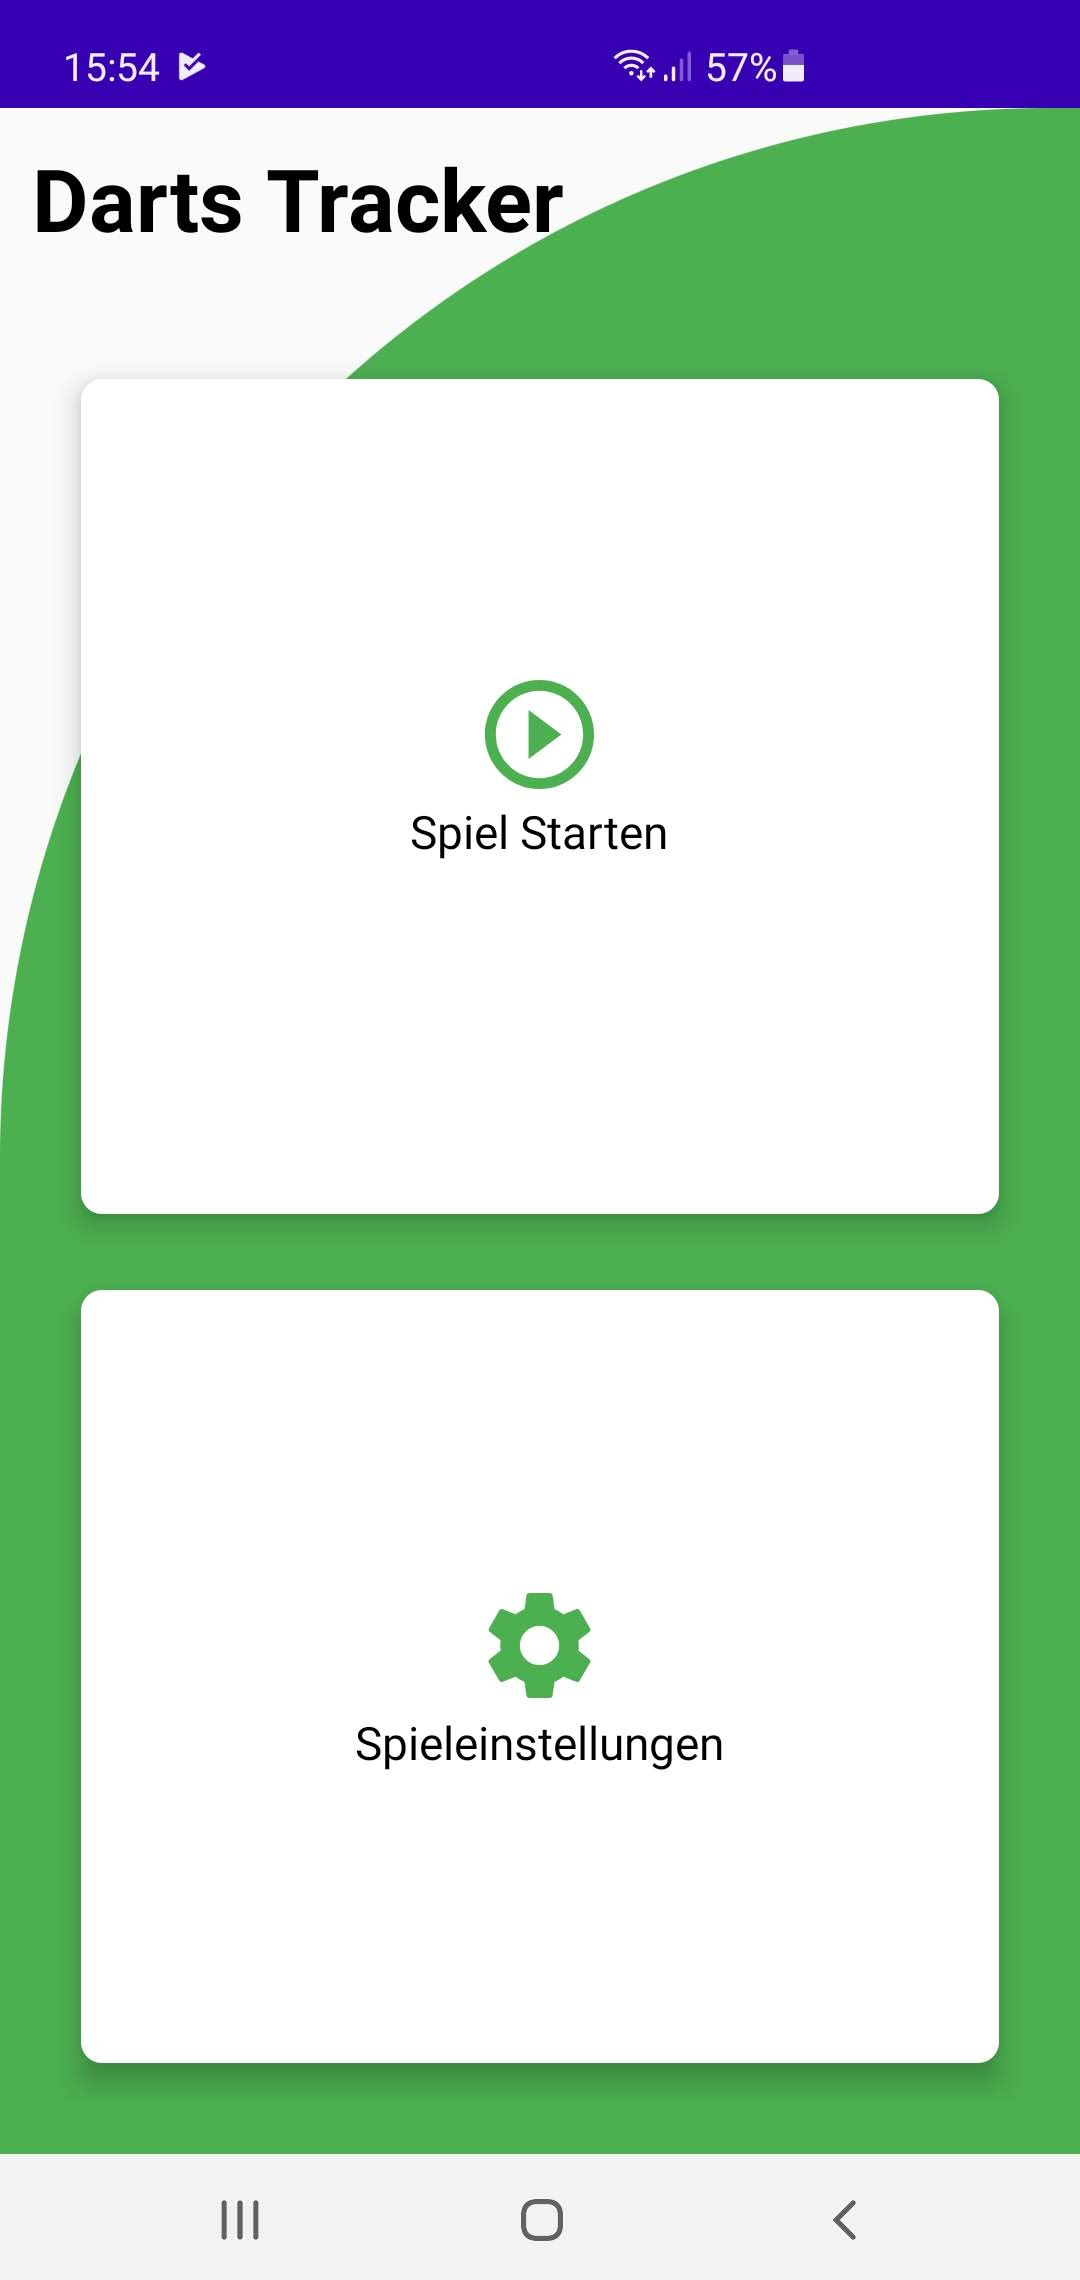 15:54
57%
Darts Tracker
Spiel Starten
Spieleinstellungen